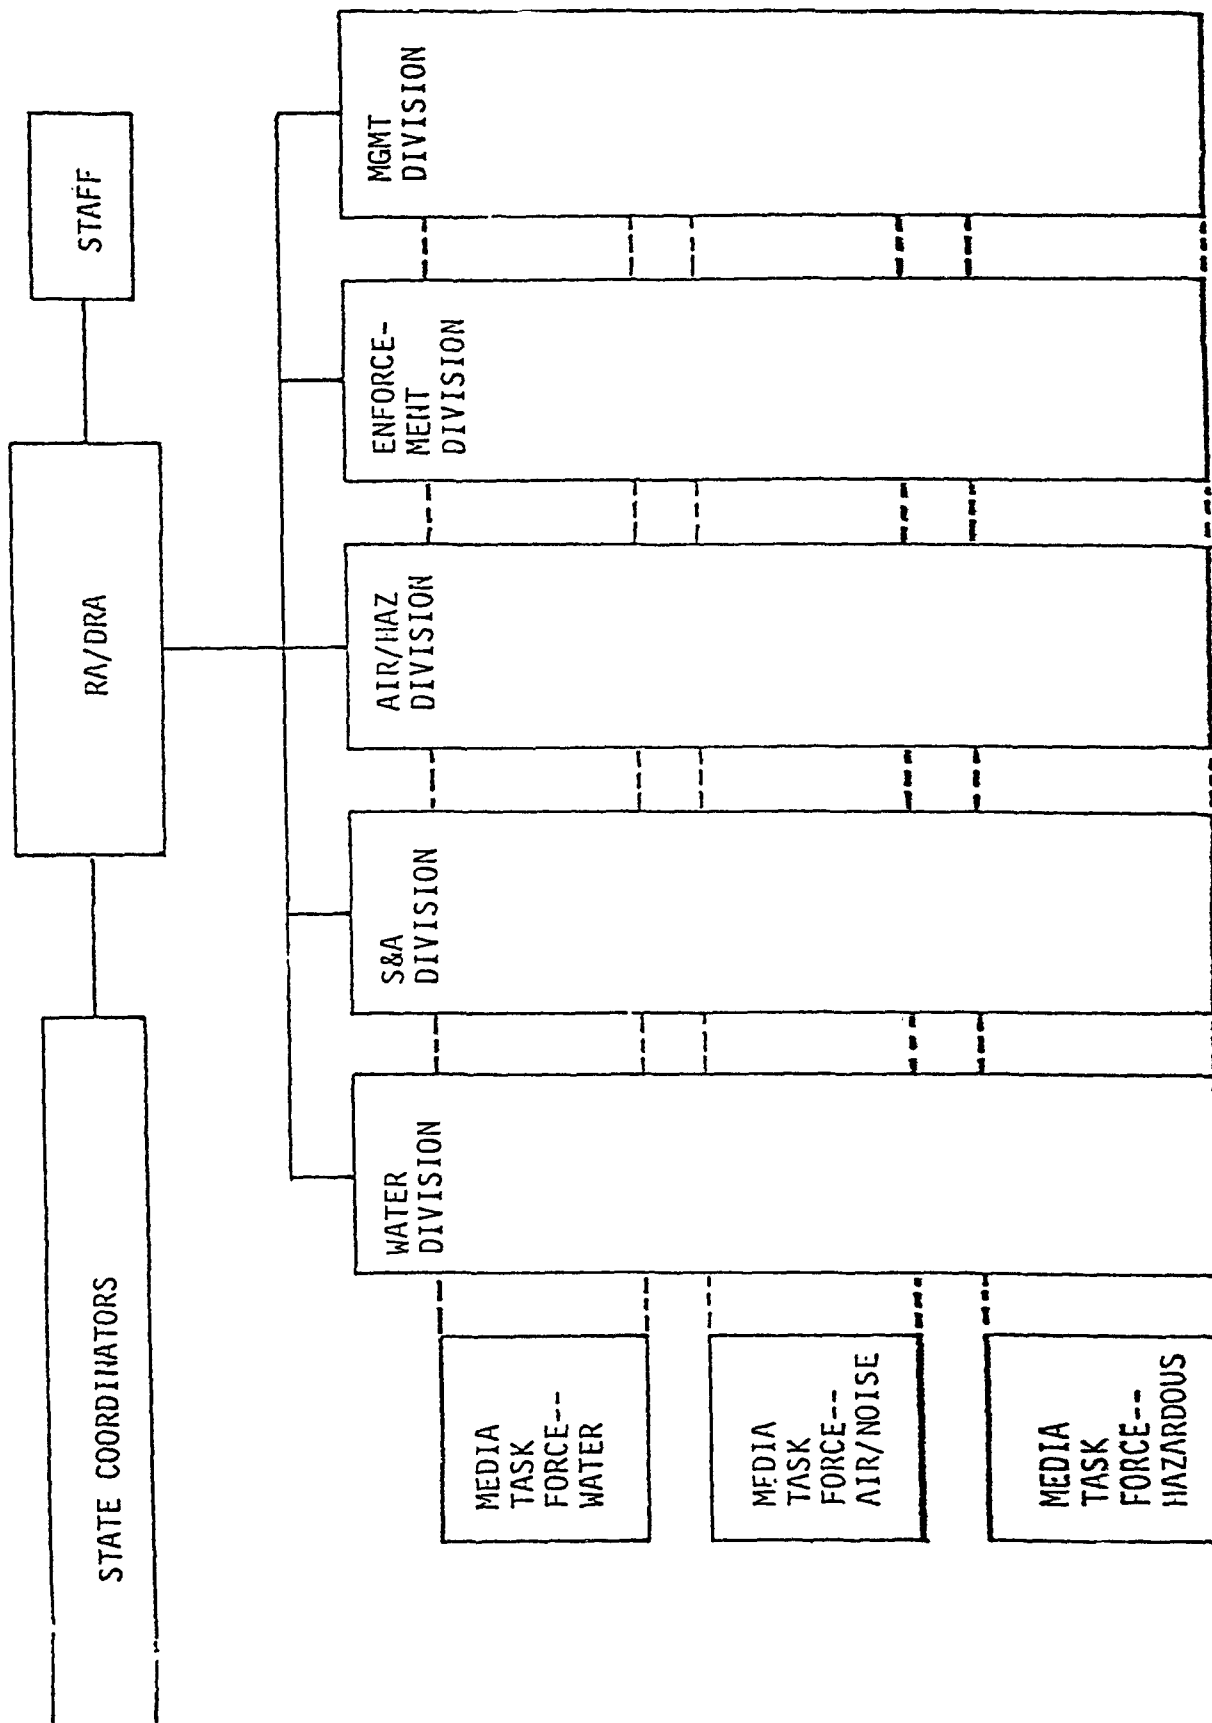 STATE COORDINATORS
RA/DRA
STAFF
WATER
DIVISION
S&A
DIVISION
AIR/HAZ
DIVISION
ENFORCE-
MENT
DIVISION
MGMT
DIVISION
MEDIA
TASK
FORCE--
WATER
MEDIA
TASK
FORCE--
AIR/NOISE
MEDIA
TASK
FORCE--
HAZARDOUS